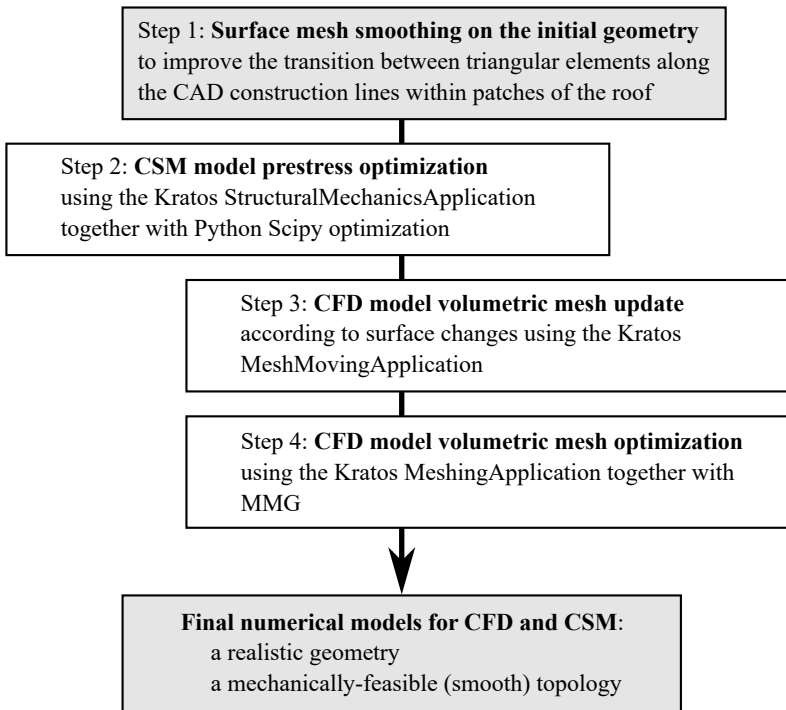 Step 1: Surface mesh smoothing on the initial geometry
to improve the transition between triangular elements along
the CAD construction lines within patches of the roof
Step 2: CSM model prestress optimization
using the Kratos StructuralMechanicsApplication
together with Python Scipy optimization
Step 3: CFD model volumetric mesh update
according to surface changes using the Kratos
MeshMovingApplication
Step 4: CFD model volumetric mesh optimization
using the Kratos MeshingApplication together with
MMG
Final numerical models for CFD and CSM:
a realistic geometry
a mechanically-feasible (smooth) topology